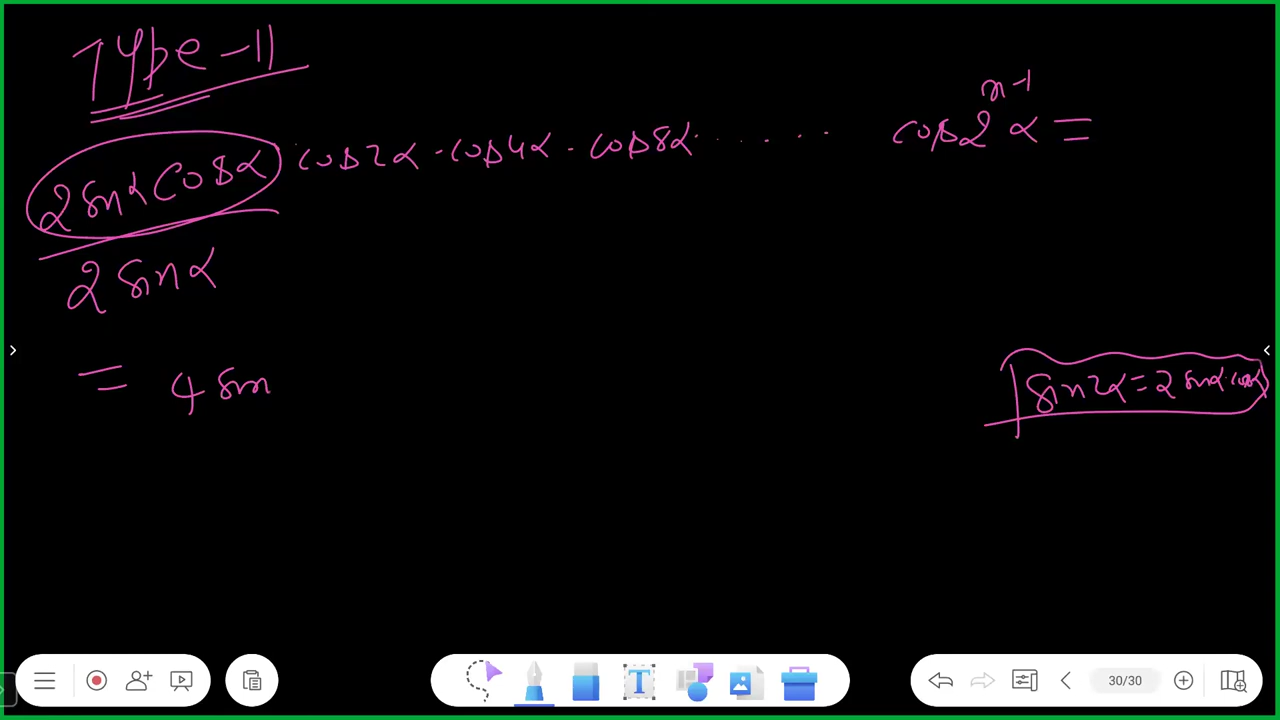 Type-11
2 sinα cosα cos2α · cos4α · cos8α ...... cos2^(n-1) α =
2 sinα
= 4 sin
sin2α = 2 sinα·cosα
T
30/30